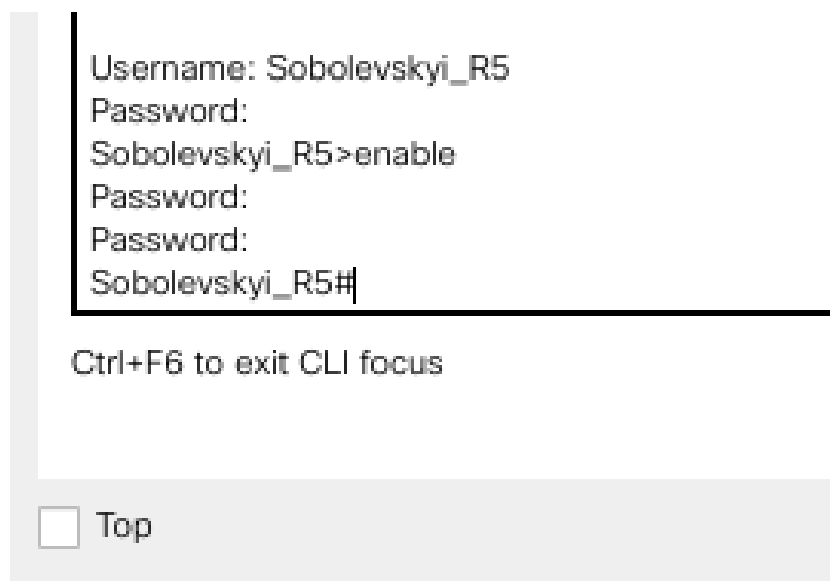 Username: Sobolevskyi_R5
Password:
Sobolevskyi_R5>enable
Password:
Password:
Sobolevskyi_R5#
Ctrl+F6 to exit CLI focus
Top